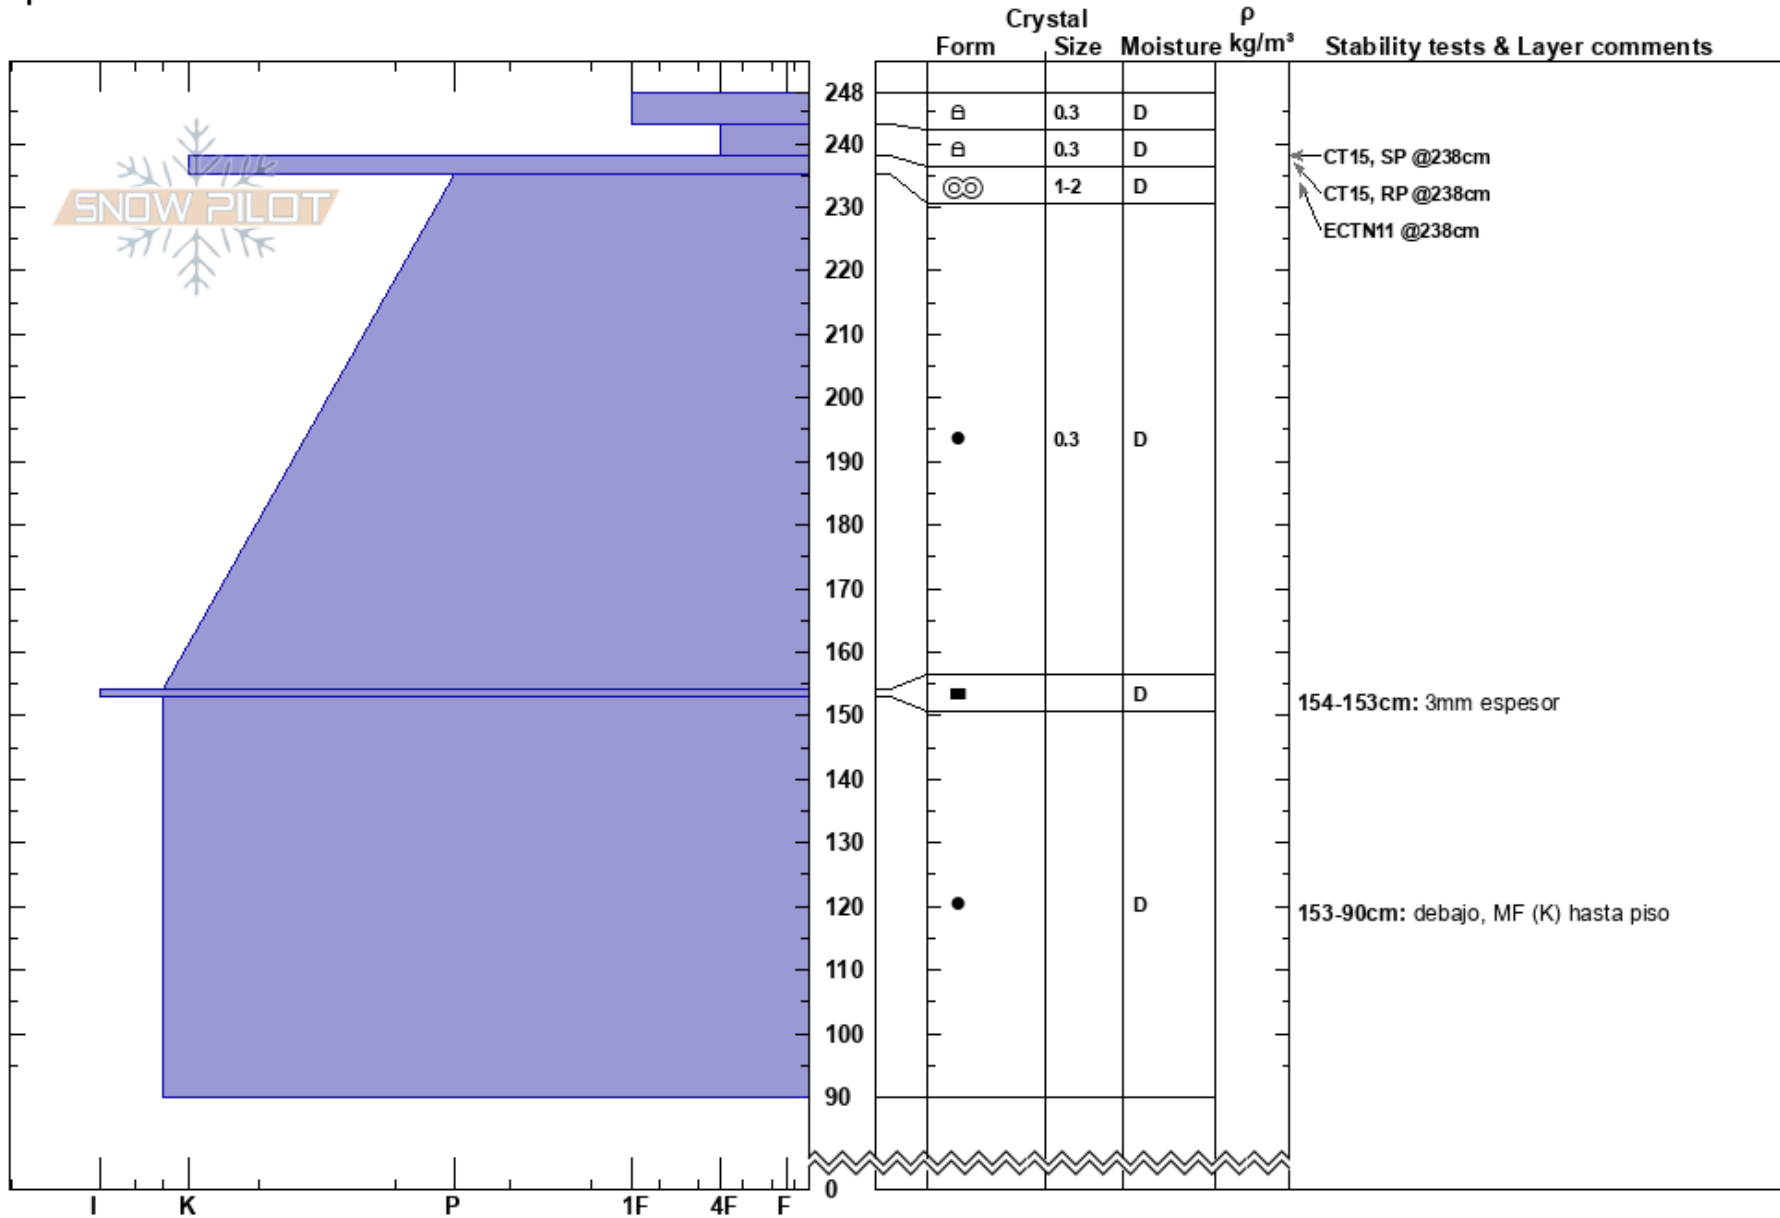 Crystal
ρ
Form Size Moisture kg/m³ Stability tests & Layer comments
248
0.3 D
240
0.3 D
CT15, SP @238cm
SNOW PILOT
1-2 D
CT15, RP @238cm
230
ECTN11 @238cm
220
210
200
0.3 D
190
180
170
160
D
154-153cm: 3mm espesor
150
140
130
120
D
153-90cm: debajo, MF (K) hasta piso
110
100
90
0
I K P 1F 4F F